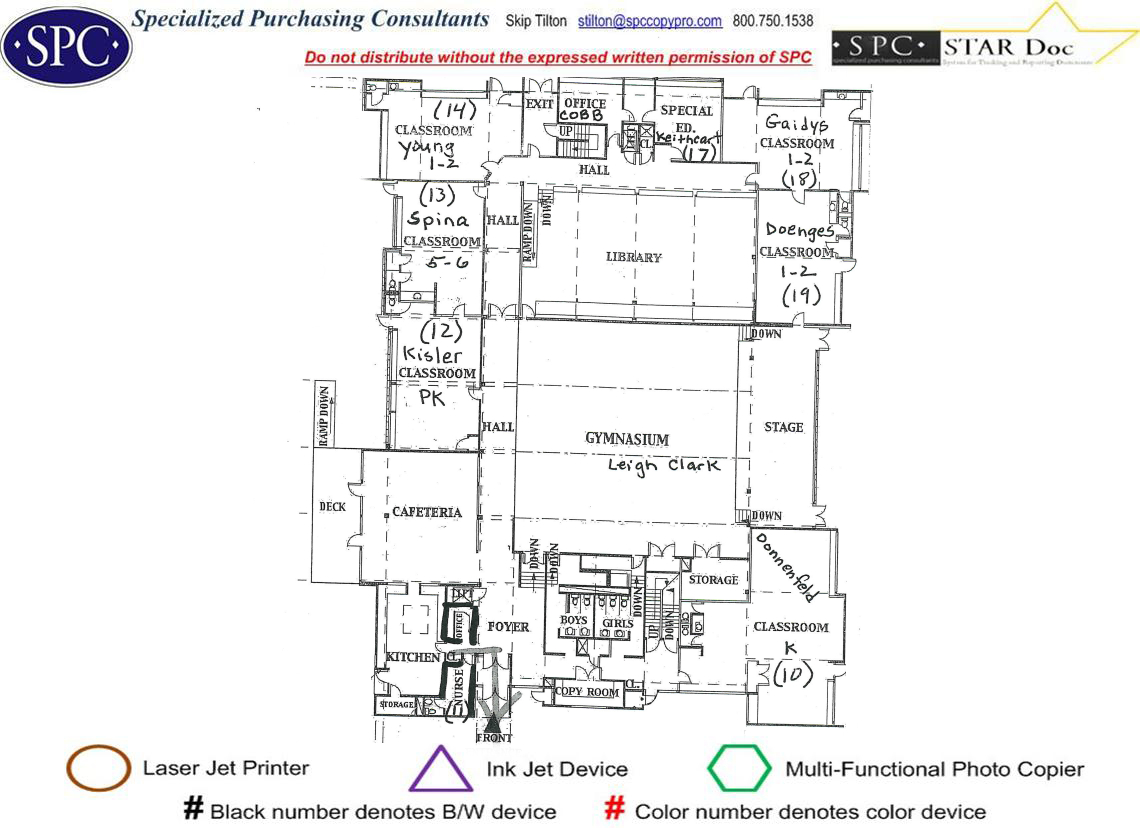 SPC
Specialized Purchasing Consultants Skip Tilton stilton@spccopypro.com 800.750.1538
Do not distribute without the expressed written permission of SPC
SPC STAR Doc
specialized purchasing consultants System for Tracking and Reporting Documents
(14)
CLASSROOM
Young
1-2
EXIT
OFFICE
COBB
UP
SPECIAL
ED.
Keitheart
(17)
CL.
HALL
Gaidys
CLASSROOM
1-2
(18)
(13)
Spina
CLASSROOM
5-6
HALL
RAMP DOWN
DOWN
LIBRARY
Doenges
CLASSROOM
1-2
(19)
(12)
Kisler
CLASSROOM
PK
RAMP DOWN
HALL
GYMNASIUM
Leigh Clark
DOWN
STAGE
DOWN
DECK
CAFETERIA
DOWN
DOWN
DOWN
UP
DOWN
STORAGE
Donnenfeld
CLASSROOM
K
(10)
OFFICE
FOYER
BOYS
GIRLS
KITCHEN
CL.
NURSE
(1)
STORAGE
COPY ROOM
CL.
FRONT
Laser Jet Printer
Ink Jet Device
Multi-Functional Photo Copier
# Black number denotes B/W device
# Color number denotes color device